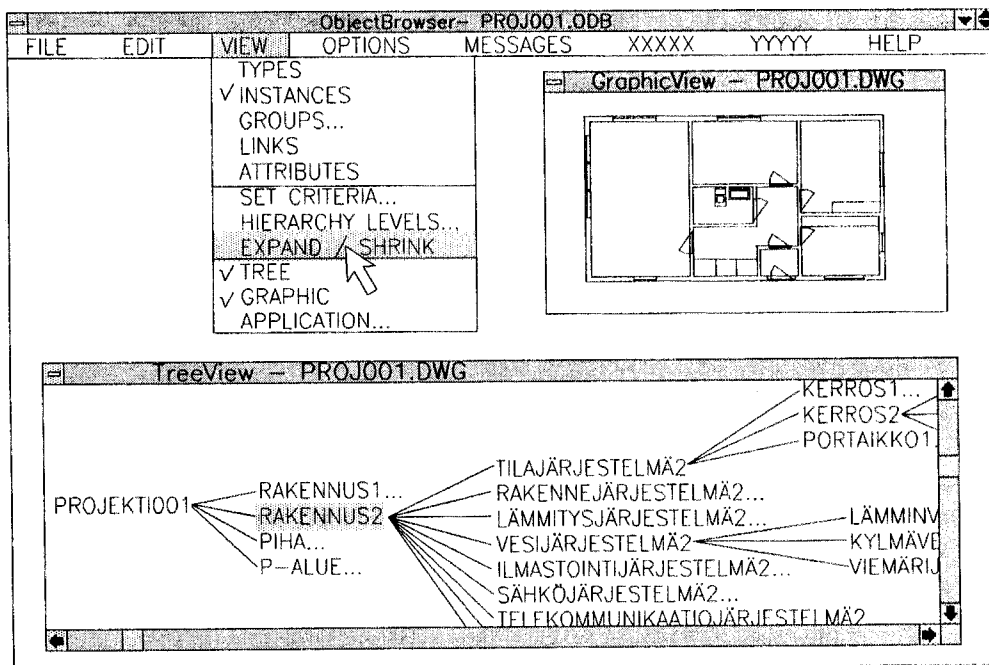 ObjectBrowser- PROJ001.ODB
FILE EDIT VIEW OPTIONS MESSAGES XXXXX YYYYY HELP
TYPES
√ INSTANCES
GROUPS...
LINKS
ATTRIBUTES
SET CRITERIA...
HIERARCHY LEVELS...
EXPAND / SHRINK
√ TREE
√ GRAPHIC
APPLICATION...
GraphicView - PROJ001.DWG
TreeView - PROJ001.DWG
PROJEKTI001
RAKENNUS1...
RAKENNUS2
PIHA...
P-ALUE...
TILAJÄRJESTELMÄ2
RAKENNEJÄRJESTELMÄ2...
LÄMMITYSJÄRJESTELMÄ2...
VESIJÄRJESTELMÄ2
ILMASTOINTIJÄRJESTELMÄ2...
SÄHKÖJÄRJESTELMÄ2...
TELEKOMMUNIKAATIOJÄRJESTELMÄ2
KERROS1...
KERROS2
PORTAIKKO1.
LÄMMINV
KYLMÄVE
VIEMÄRIJ